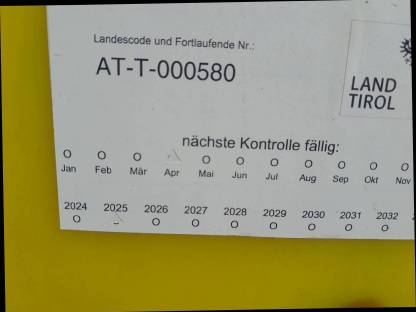 Landescode und Fortlaufende Nr.:
AT-T-000580
LAND
TIROL
nächste Kontrolle fällig:
O O O O O O O O O O
Jan Feb Mär Apr Mai Jun Jul Aug Sep Okt Nov
2024 2025 2026 2027 2028 2029 2030 2031 2032
O O O O O O O O